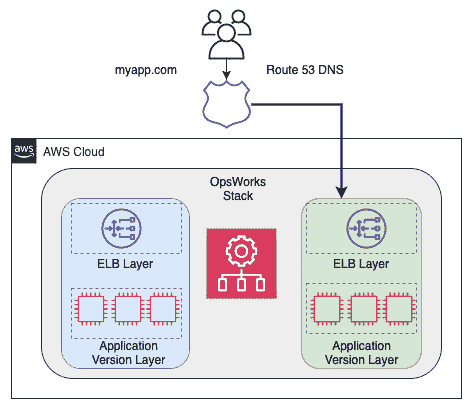 myapp.com
Route 53 DNS
aws
AWS Cloud
OpsWorks
Stack
ELB Layer
Application
Version Layer
ELB Layer
Application
Version Layer